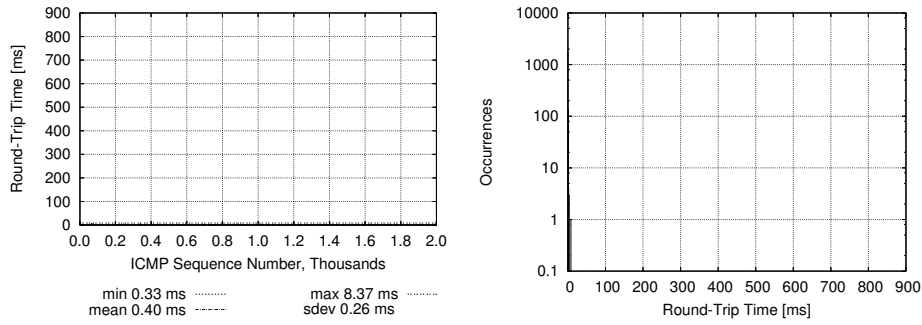 900
800
700
600
500
400
300
200
100
0
Round-Trip Time [ms]
0.0 0.2 0.4 0.6 0.8 1.0 1.2 1.4 1.6 1.8 2.0
ICMP Sequence Number, Thousands
min 0.33 ms max 8.37 ms
mean 0.40 ms sdev 0.26 ms
10000
1000
100
10
1
0.1
Occurrences
0 100 200 300 400 500 600 700 800 900
Round-Trip Time [ms]